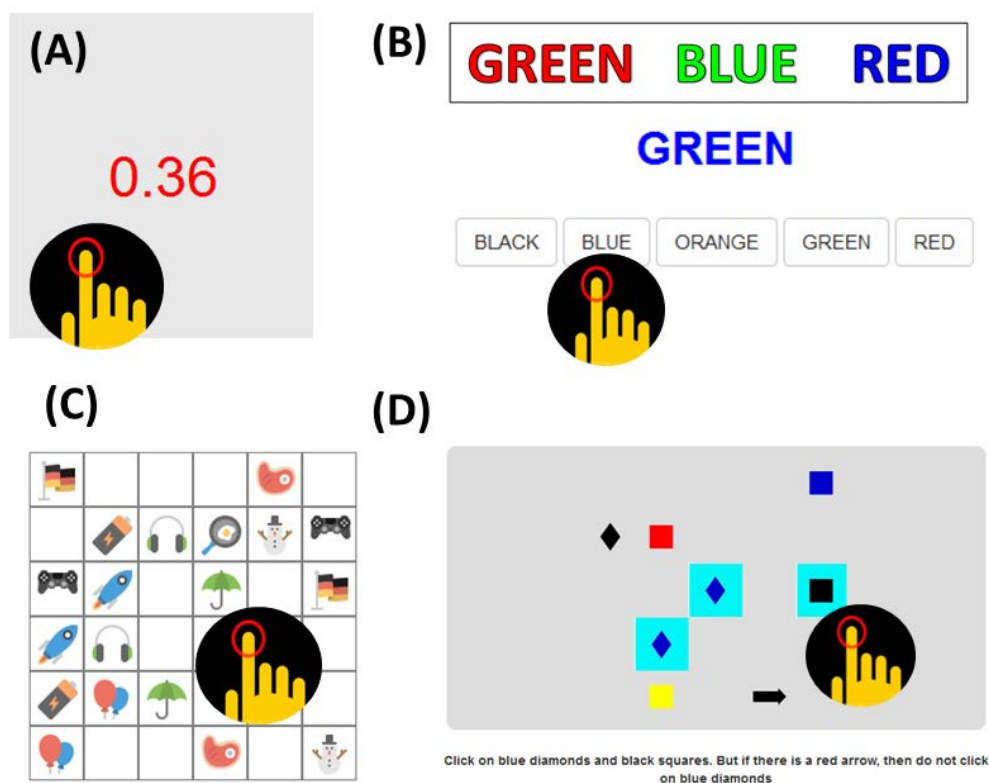 (A)
0.36
(B)
GREEN BLUE RED
GREEN
BLACK BLUE ORANGE GREEN RED
(C)
(D)
Click on blue diamonds and black squares. But if there is a red arrow, then do not click
on blue diamonds